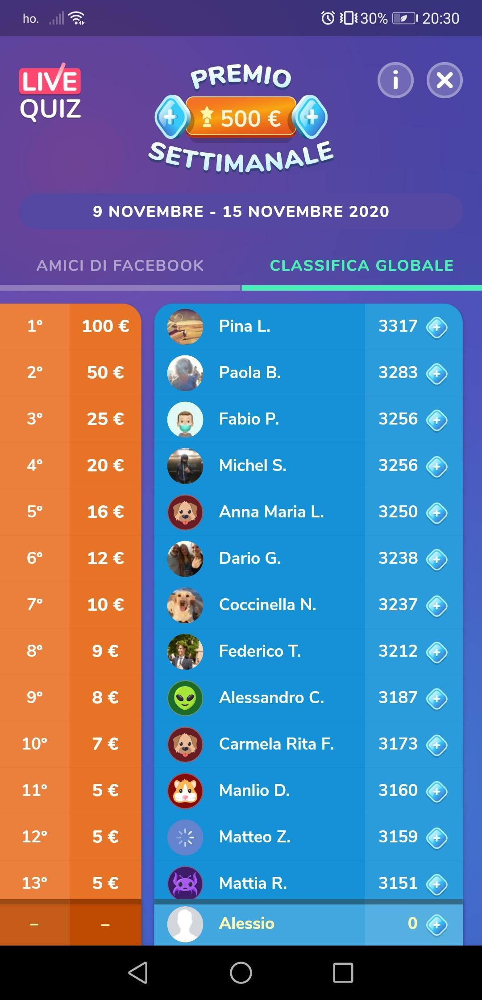 ho. 30% 20:30
LIVE
QUIZ
PREMIO
500 €
SETTIMANALE
9 NOVEMBRE - 15 NOVEMBRE 2020
AMICI DI FACEBOOK CLASSIFICA GLOBALE
1° 100 € Pina L. 3317
2° 50 € Paola B. 3283
3° 25 € Fabio P. 3256
4° 20 € Michel S. 3256
5° 16 € Anna Maria L. 3250
6° 12 € Dario G. 3238
7° 10 € Coccinella N. 3237
8° 9 € Federico T. 3212
9° 8 € Alessandro C. 3187
10° 7 € Carmela Rita F. 3173
11° 5 € Manlio D. 3160
12° 5 € Matteo Z. 3159
13° 5 € Mattia R. 3151
– – Alessio 0